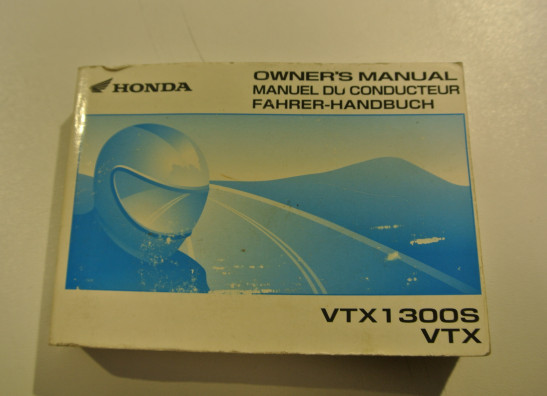 HONDA
OWNER'S MANUAL
MANUEL DU CONDUCTEUR
FAHRER-HANDBUCH
VTX1300S
VTX